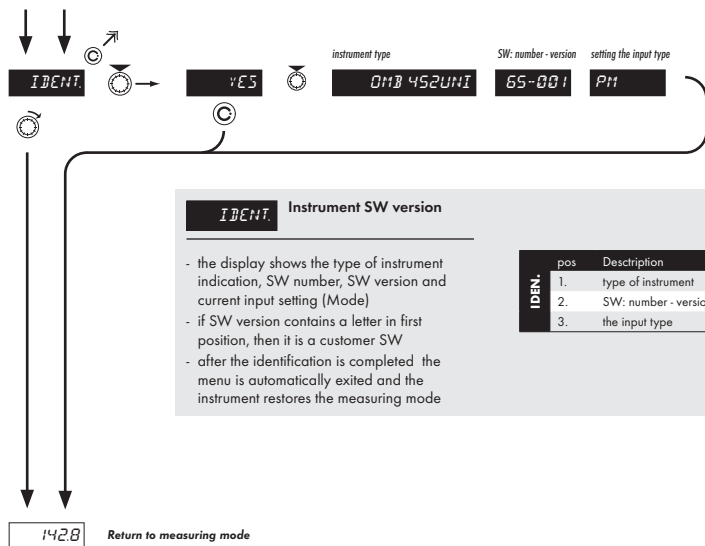 instrument type
SW: number - version
setting the input type
IDENT.
YES
OMB 452UNI
65-001
PM
IDENT.
Instrument SW version
- the display shows the type of instrument
indication, SW number, SW version and
current input setting (Mode)
- if SW version contains a letter in first
position, then it is a customer SW
- after the identification is completed the
menu is automatically exited and the
instrument restores the measuring mode
IDEN.
pos Desctription
1. type of instrument
2. SW: number - versio
3. the input type
142.8
Return to measuring mode